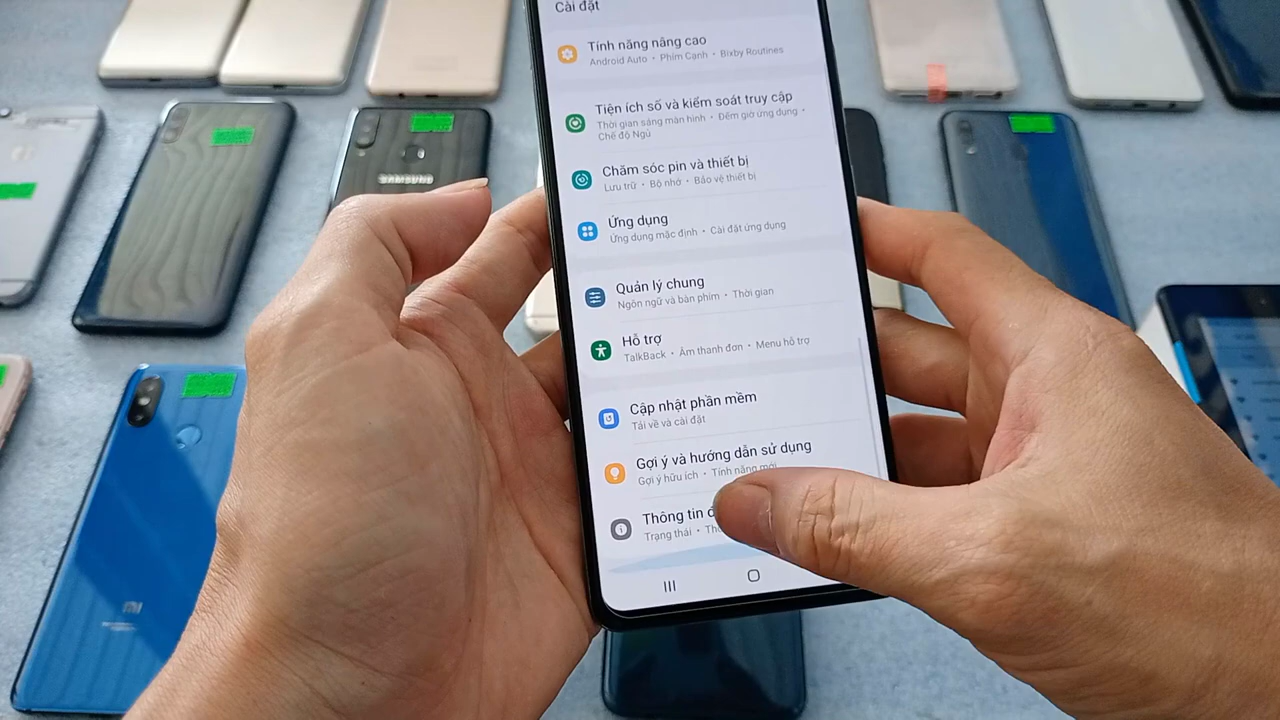 Cài đặt
Tính năng nâng cao
Android Auto • Phím Cạnh • Bixby Routines
Tiện ích số và kiểm soát truy cập
Thời gian sáng màn hình • Đếm giờ ứng dụng •
Chế độ Ngủ
Chăm sóc pin và thiết bị
Lưu trữ • Bộ nhớ • Bảo vệ thiết bị
Ứng dụng
Ứng dụng mặc định • Cài đặt ứng dụng
Quản lý chung
Ngôn ngữ và bàn phím • Thời gian
Hỗ trợ
TalkBack • Âm thanh đơn • Menu hỗ trợ
Cập nhật phần mềm
Tải về và cài đặt
Gợi ý và hướng dẫn sử dụng
Gợi ý hữu ích • Tính năng mới
Thông tin
Trạng thái •
SAMSUNG